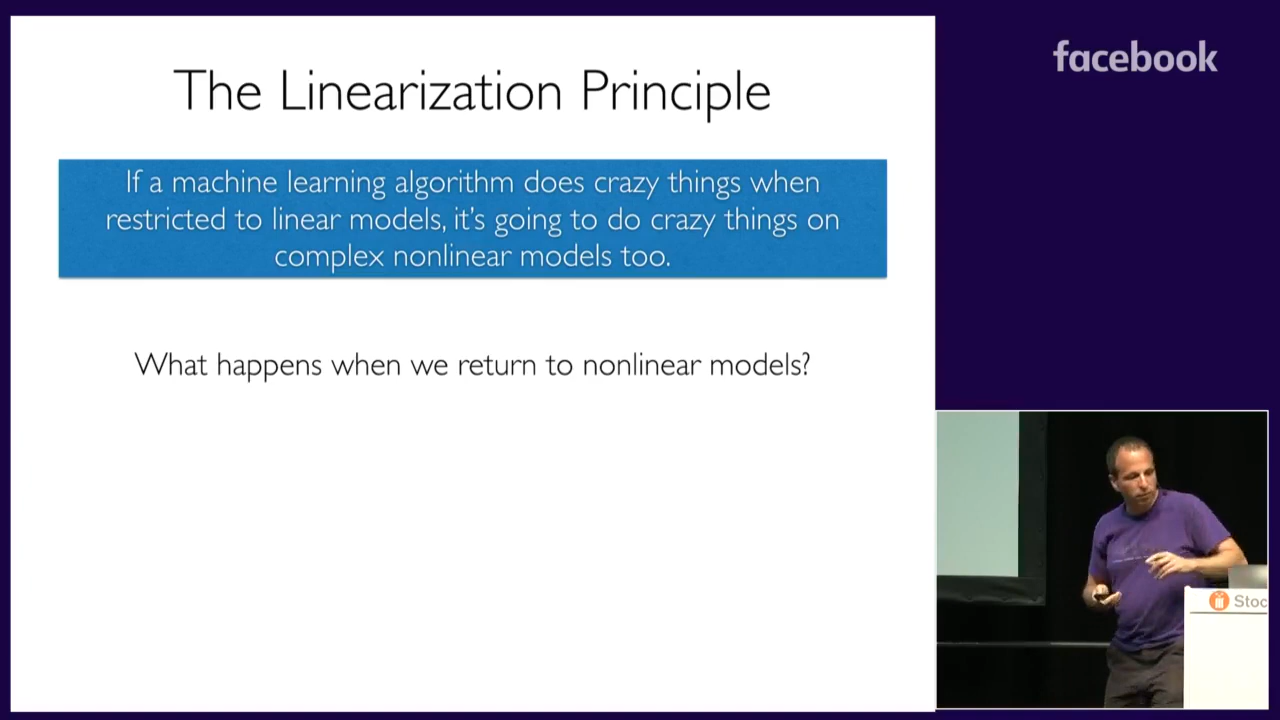 The Linearization Principle
If a machine learning algorithm does crazy things when
restricted to linear models, it's going to do crazy things on
complex nonlinear models too.
What happens when we return to nonlinear models?
facebook
Stoc